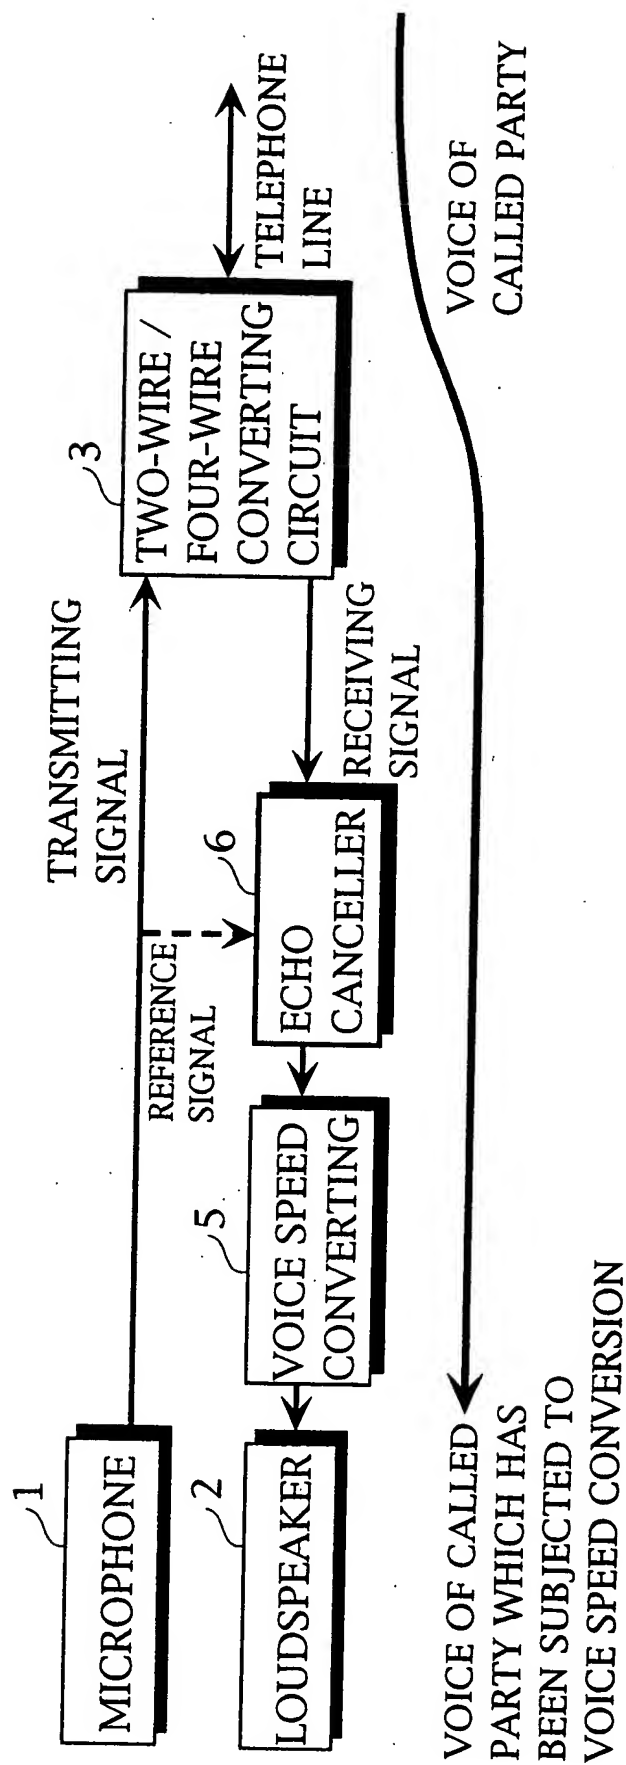 1
MICROPHONE
2
LOUDSPEAKER
TRANSMITTING
SIGNAL
REFERENCE
SIGNAL
5
VOICE SPEED
CONVERTING
6
ECHO
CANCELLER
RECEIVING
SIGNAL
3
TWO-WIRE /
FOUR-WIRE
CONVERTING
CIRCUIT
TELEPHONE
LINE
VOICE OF CALLED
PARTY WHICH HAS
BEEN SUBJECTED TO
VOICE SPEED CONVERSION
VOICE OF
CALLED PARTY